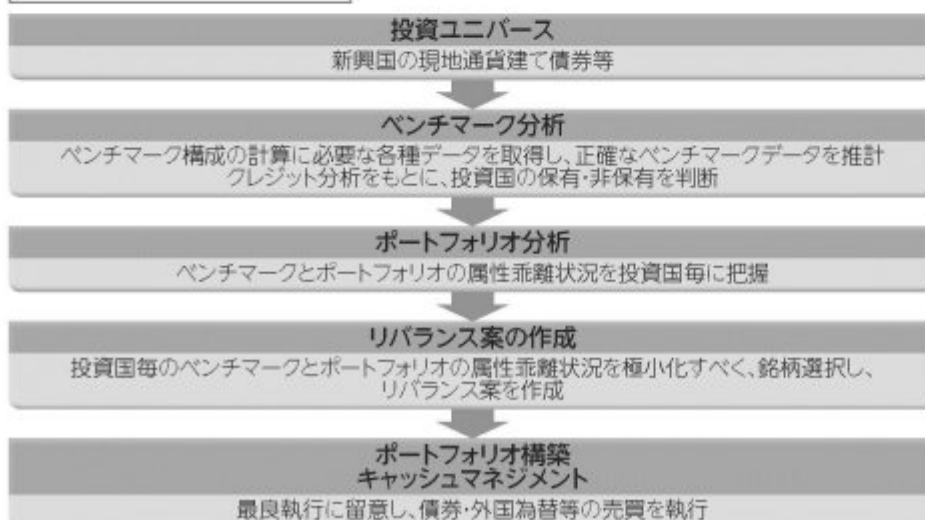 投資ユニバース
新興国の現地通貨建て債券等
ベンチマーク分析
ベンチマーク構成の計算に必要な各種データを取得し、正確なベンチマークデータを推計
クレジット分析をもとに、投資国の保有・非保有を判断
ポートフォリオ分析
ベンチマークとポートフォリオの属性乖離状況を投資国毎に把握
リバランス案の作成
投資国毎のベンチマークとポートフォリオの属性乖離状況を極小化すべく、銘柄選択し、
リバランス案を作成
ポートフォリオ構築
キャッシュマネジメント
最良執行に留意し、債券・外国為替等の売買を執行